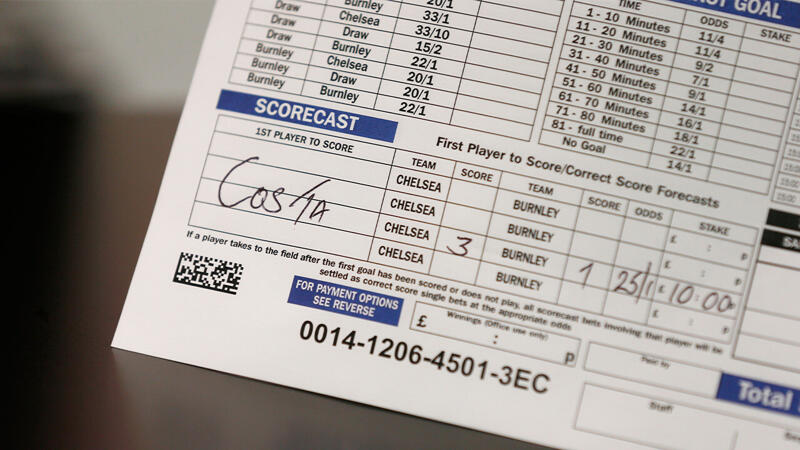 Chelsea 33/1
Draw Burnley 33/10
Draw Draw 15/2
Burnley Chelsea 22/1
Burnley Draw 20/1
Burnley Burnley 20/1
22/1
GOAL
TIME ODDS STAKE
1 - 10 Minutes 11/4
11 - 20 Minutes 11/4
21 - 30 Minutes 9/2
31 - 40 Minutes 7/1
41 - 50 Minutes 9/1
51 - 60 Minutes 14/1
61 - 70 Minutes 16/1
71 - 80 Minutes 18/1
81 - full time 22/1
No Goal 14/1
SCORECAST
First Player to Score/Correct Score Forecasts
1ST PLAYER TO SCORE TEAM SCORE TEAM SCORE ODDS STAKE
CHELSEA BURNLEY £ : p
CHELSEA BURNLEY £ : p
Costa CHELSEA 3 BURNLEY 1 25/1 £ 10:00 p
CHELSEA BURNLEY £ : p
If a player takes to the field after the first goal has been scored or does not play, all scorecast bets involving that player will be
settled as correct score single bets at the appropriate odds
FOR PAYMENT OPTIONS
SEE REVERSE
£ Winnings (Office use only) : p
0014-1206-4501-3EC
Paid by
Total
Staff